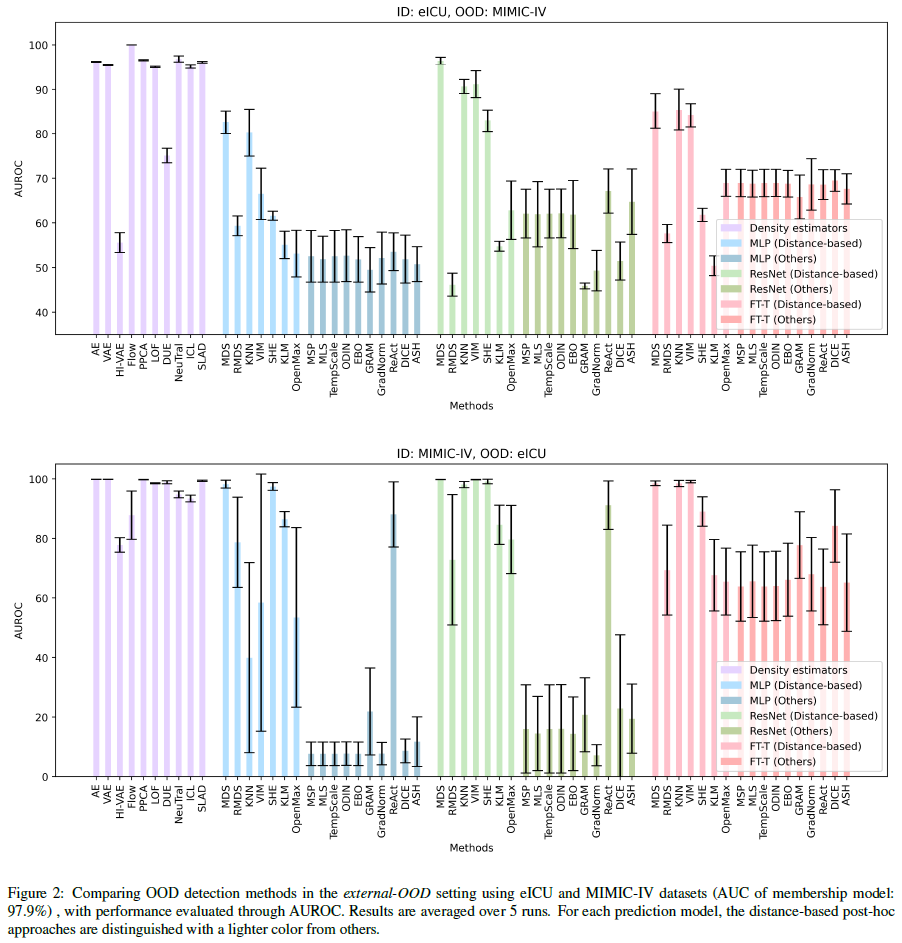 ID: eICU, OOD: MIMIC-IV
100
90
80
70
60
50
40
AUROC
AE
VAE
HI-VAE
Flow
PPCA
LOF
DUE
NeuTral
ICL
SLAD
MDS
RMDS
KNN
VIM
SHE
KLM
OpenMax
MSP
MLS
TempScale
ODIN
EBO
GRAM
GradNorm
ReAct
DICE
ASH
MDS
RMDS
KNN
VIM
SHE
KLM
OpenMax
MSP
MLS
TempScale
ODIN
EBO
GRAM
GradNorm
ReAct
DICE
ASH
MDS
RMDS
KNN
VIM
SHE
KLM
OpenMax
MSP
MLS
TempScale
ODIN
EBO
GRAM
GradNorm
ReAct
DICE
ASH
Methods
Density estimators
MLP (Distance-based)
MLP (Others)
ResNet (Distance-based)
ResNet (Others)
FT-T (Distance-based)
FT-T (Others)
ID: MIMIC-IV, OOD: eICU
100
80
60
40
20
0
AUROC
AE
VAE
HI-VAE
Flow
PPCA
LOF
DUE
NeuTral
ICL
SLAD
MDS
RMDS
KNN
VIM
SHE
KLM
OpenMax
MSP
MLS
TempScale
ODIN
EBO
GRAM
GradNorm
ReAct
DICE
ASH
MDS
RMDS
KNN
VIM
SHE
KLM
OpenMax
MSP
MLS
TempScale
ODIN
EBO
GRAM
GradNorm
ReAct
DICE
ASH
MDS
RMDS
KNN
VIM
SHE
KLM
OpenMax
MSP
MLS
TempScale
ODIN
EBO
GRAM
GradNorm
ReAct
DICE
ASH
Methods
Density estimators
MLP (Distance-based)
MLP (Others)
ResNet (Distance-based)
ResNet (Others)
FT-T (Distance-based)
FT-T (Others)
Figure 2: Comparing OOD detection methods in the external-OOD setting using eICU and MIMIC-IV datasets (AUC of membership model:
97.9%) , with performance evaluated through AUROC. Results are averaged over 5 runs. For each prediction model, the distance-based post-hoc
approaches are distinguished with a lighter color from others.